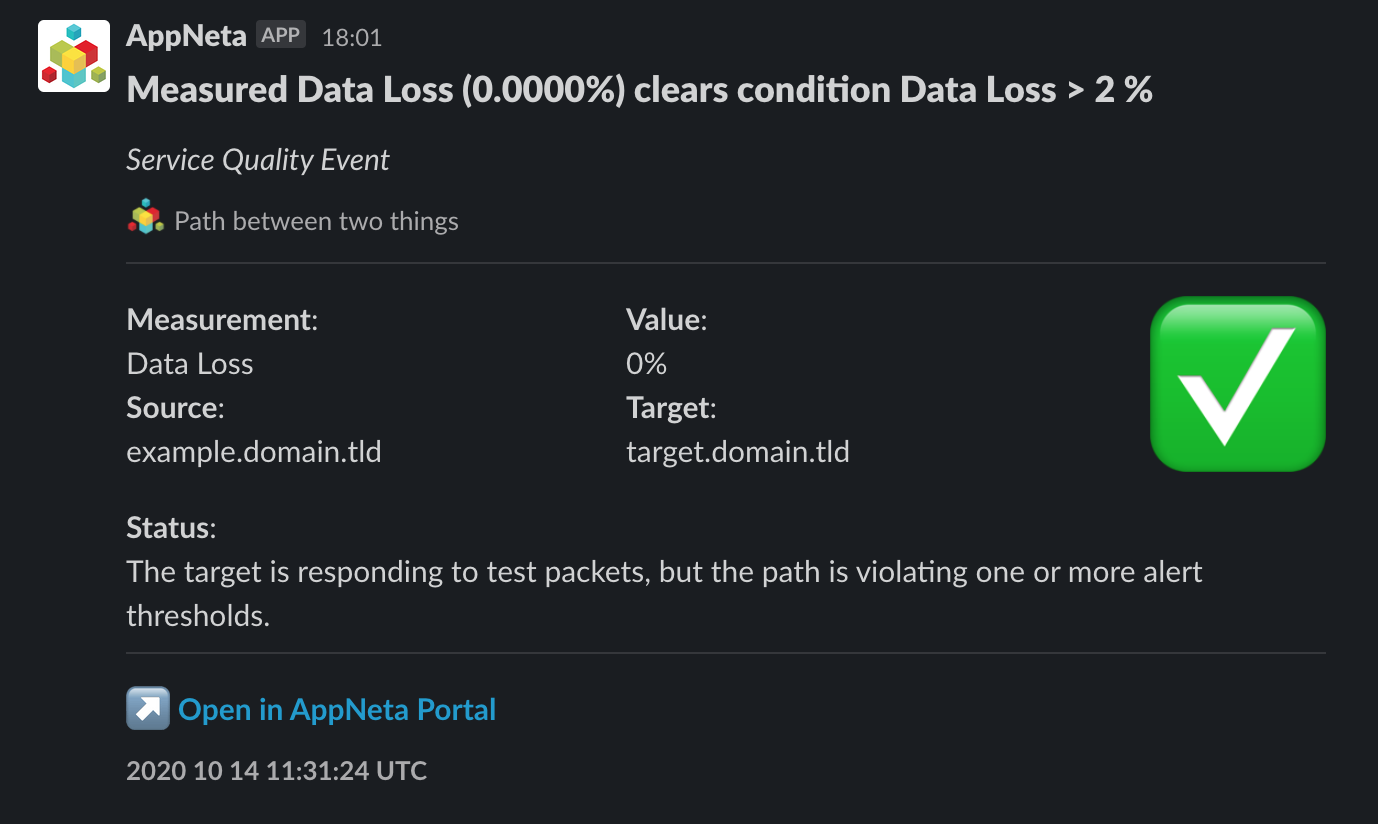 AppNeta APP 18:01
Measured Data Loss (0.0000%) clears condition Data Loss > 2 %
Service Quality Event
Path between two things
Measurement: Value:
Data Loss 0%
Source: Target:
example.domain.tld target.domain.tld
Status:
The target is responding to test packets, but the path is violating one or more alert
thresholds.
Open in AppNeta Portal
2020 10 14 11:31:24 UTC